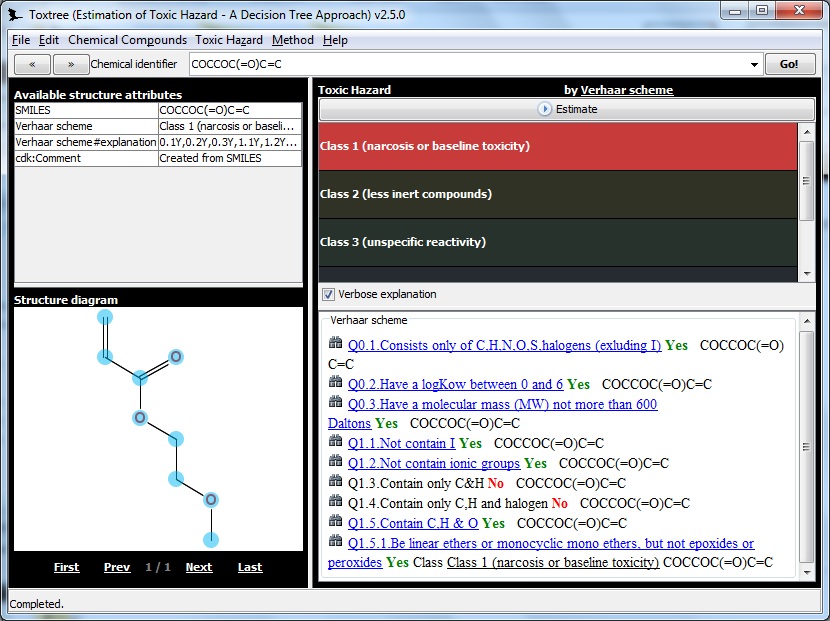 Toxtree (Estimation of Toxic Hazard - A Decision Tree Approach) v2.5.0
File Edit Chemical Compounds Toxic Hazard Method Help
« » Chemical identifier COCCOC(=O)C=C Go!
Available structure attributes
SMILES COCCOC(=O)C=C
Verhaar scheme Class 1 (narcosis or baseli...
Verhaar scheme#explanation 0.1Y,0.2Y,0.3Y,1.1Y,1.2Y...
cdk:Comment Created from SMILES
Structure diagram
O
O
O
First Prev 1 / 1 Next Last
Toxic Hazard by Verhaar scheme
Estimate
Class 1 (narcosis or baseline toxicity)
Class 2 (less inert compounds)
Class 3 (unspecific reactivity)
Verbose explanation
Verhaar scheme
Q0.1.Consists only of C,H,N,O,S,halogens (exluding I) Yes COCCOC(=O)
C=C
Q0.2.Have a logKow between 0 and 6 Yes COCCOC(=O)C=C
Q0.3.Have a molecular mass (MW) not more than 600
Daltons Yes COCCOC(=O)C=C
Q1.1.Not contain I Yes COCCOC(=O)C=C
Q1.2.Not contain ionic groups Yes COCCOC(=O)C=C
Q1.3.Contain only C&H No COCCOC(=O)C=C
Q1.4.Contain only C,H and halogen No COCCOC(=O)C=C
Q1.5.Contain C,H & O Yes COCCOC(=O)C=C
Q1.5.1.Be linear ethers or monocyclic mono ethers, but not epoxides or
peroxides Yes Class Class 1 (narcosis or baseline toxicity) COCCOC(=O)C=C
Completed.